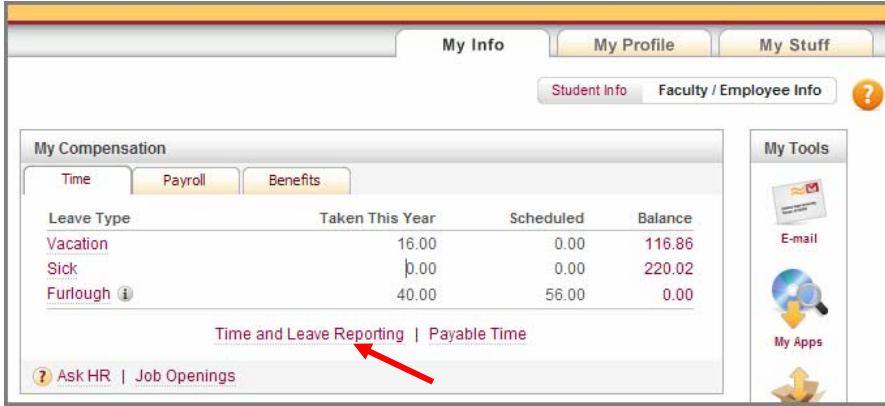 My Info My Profile My Stuff
Student Info Faculty / Employee Info ?
My Compensation
Time Payroll Benefits
Leave Type Taken This Year Scheduled Balance
Vacation 16.00 0.00 116.86
Sick 0.00 0.00 220.02
Furlough i 40.00 56.00 0.00
Time and Leave Reporting | Payable Time
? Ask HR | Job Openings
My Tools
E-mail
My Apps